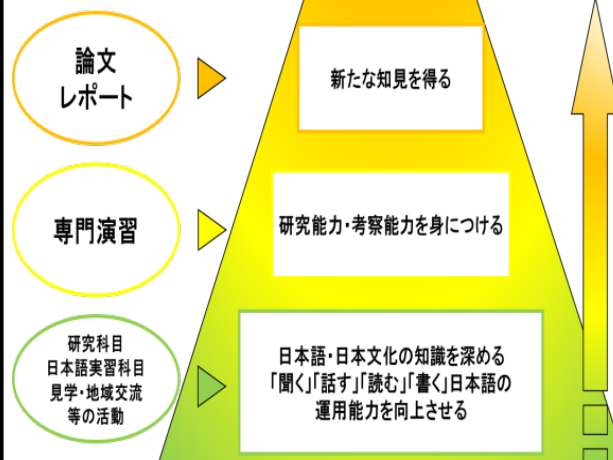 論文
レポート
新たな知見を得る
専門演習
研究能力・考察能力を身につける
研究科目
日本語実習科目
見学・地域交流
等の活動
日本語・日本文化の知識を深める
「聞く」「話す」「読む」「書く」日本語の
運用能力を向上させる